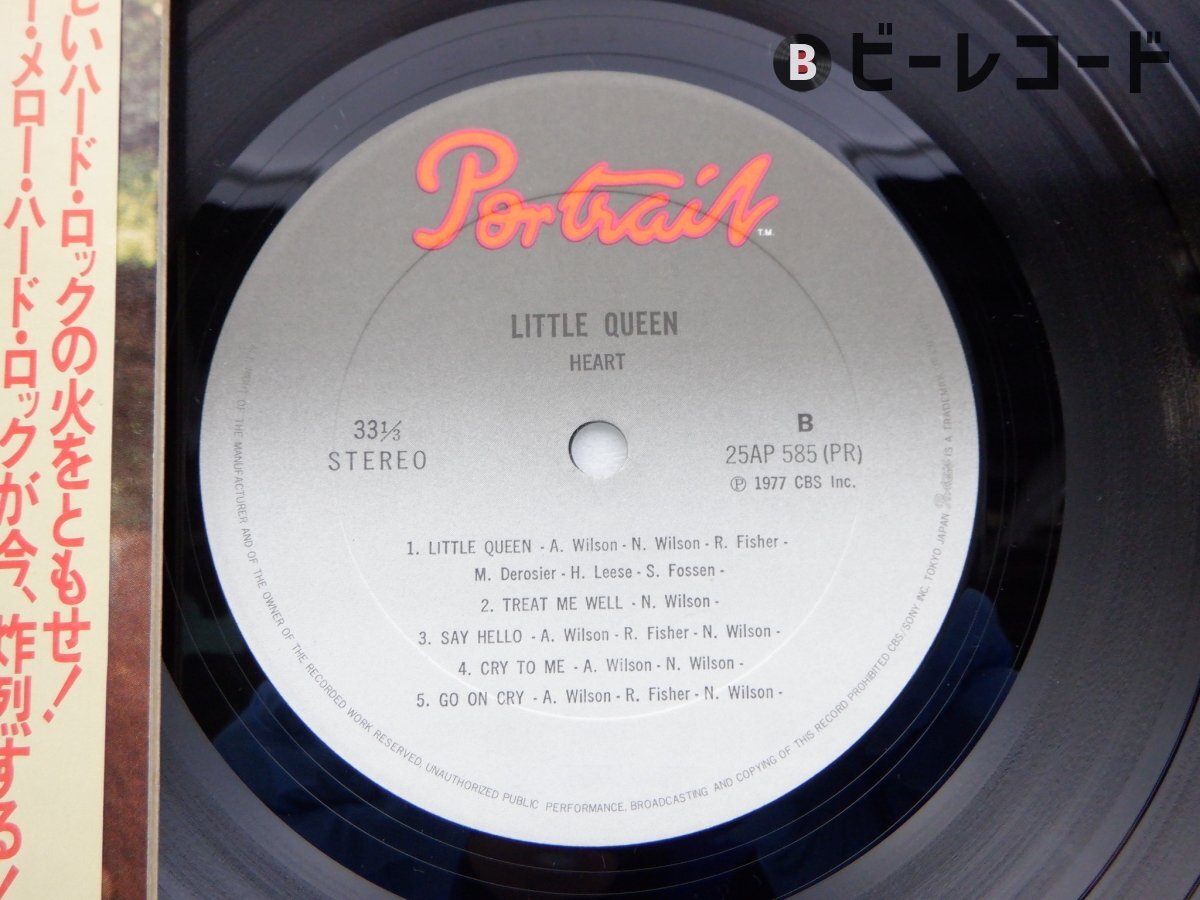 B ビーレコード
しいハード・ロックの火をともせ!
ー・メロー・ハード・ロックが今、炸裂する!
Portrait
T.M.
LITTLE QUEEN
HEART
33⅓
STEREO
B
25AP 585 (PR)
Ⓟ 1977 CBS Inc.
1. LITTLE QUEEN - A. Wilson - N. Wilson - R. Fisher -
M. Derosier - H. Leese - S. Fossen -
2. TREAT ME WELL - N. Wilson -
3. SAY HELLO - A. Wilson - R. Fisher - N. Wilson -
4. CRY TO ME - A. Wilson - N. Wilson -
5. GO ON CRY - A. Wilson - R. Fisher - N. Wilson -
OF THE MANUFACTURER AND OF THE OWNER OF THE RECORDED WORK RESERVED, UNAUTHORIZED PUBLIC PERFORMANCE, BROADCASTING AND COPYING OF THIS RECORD PROHIBITED CBS/SONY INC. TOKYO JAPAN Portrait IS A TRADEMARK